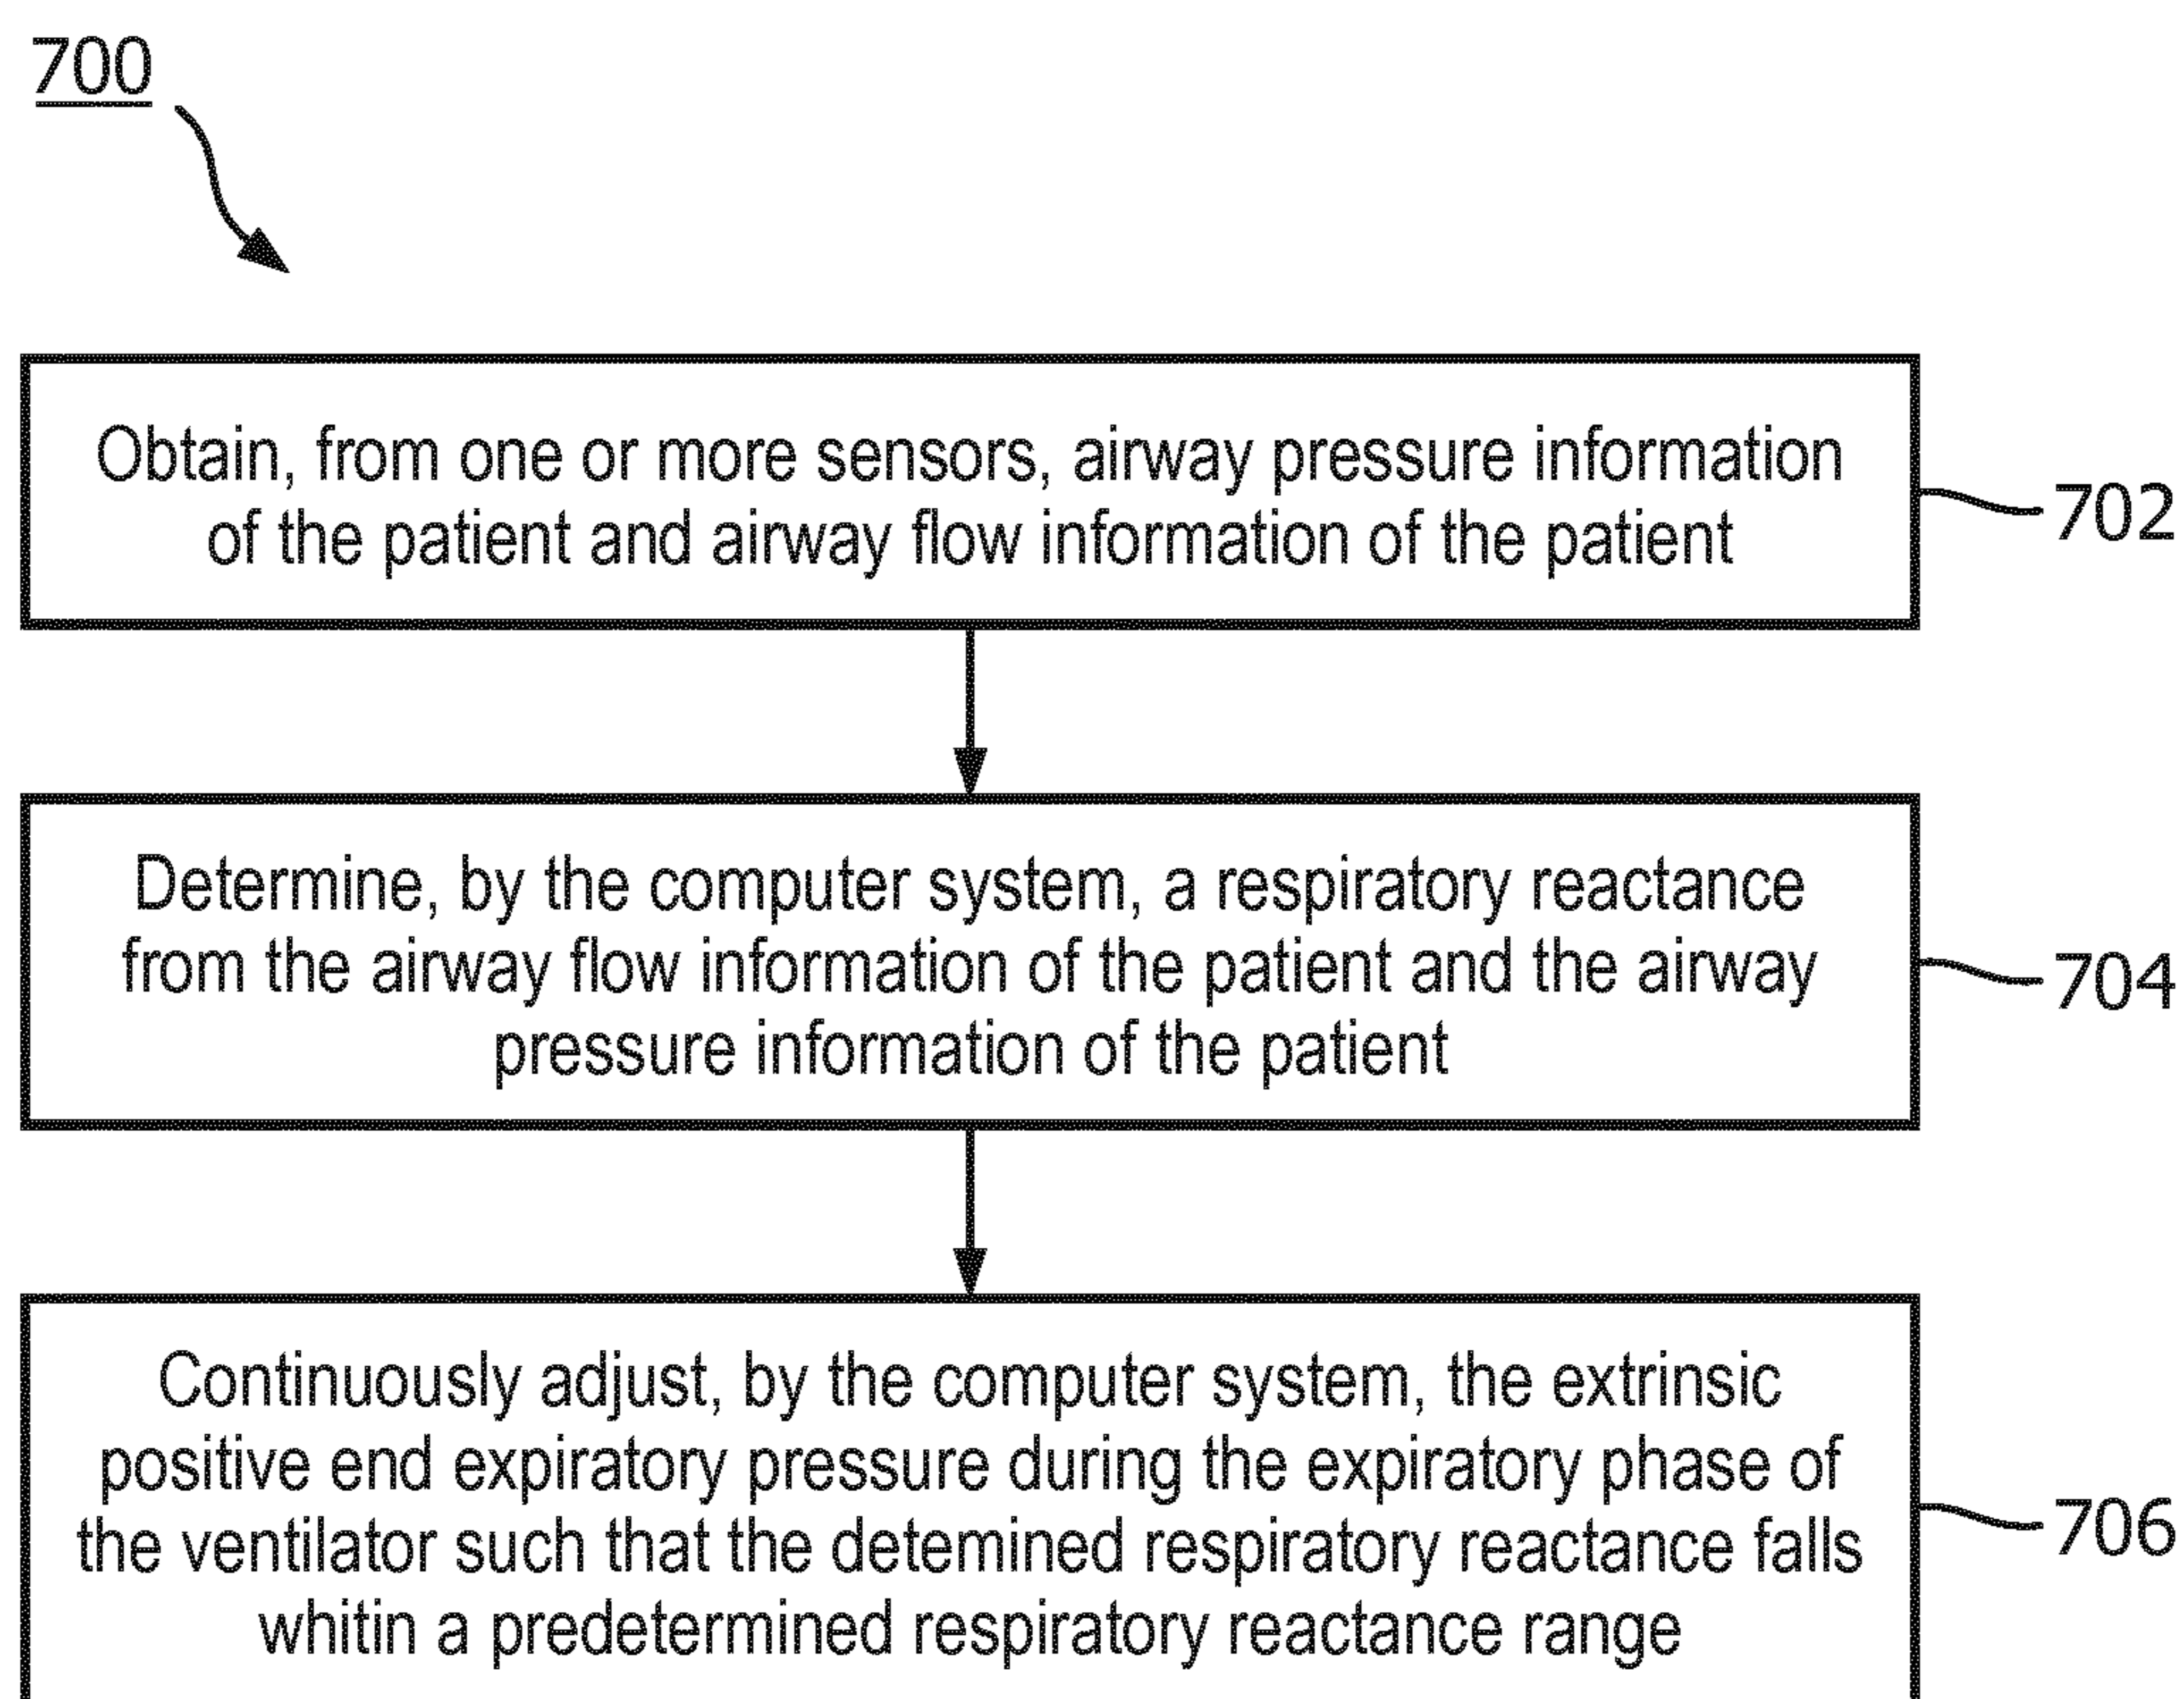 700
Obtain, from one or more sensors, airway pressure information
of the patient and airway flow information of the patient
702
Determine, by the computer system, a respiratory reactance
from the airway flow information of the patient and the airway
pressure information of the patient
704
Continuously adjust, by the computer system, the extrinsic
positive end expiratory pressure during the expiratory phase of
the ventilator such that the detemined respiratory reactance falls
whitin a predetermined respiratory reactance range
706